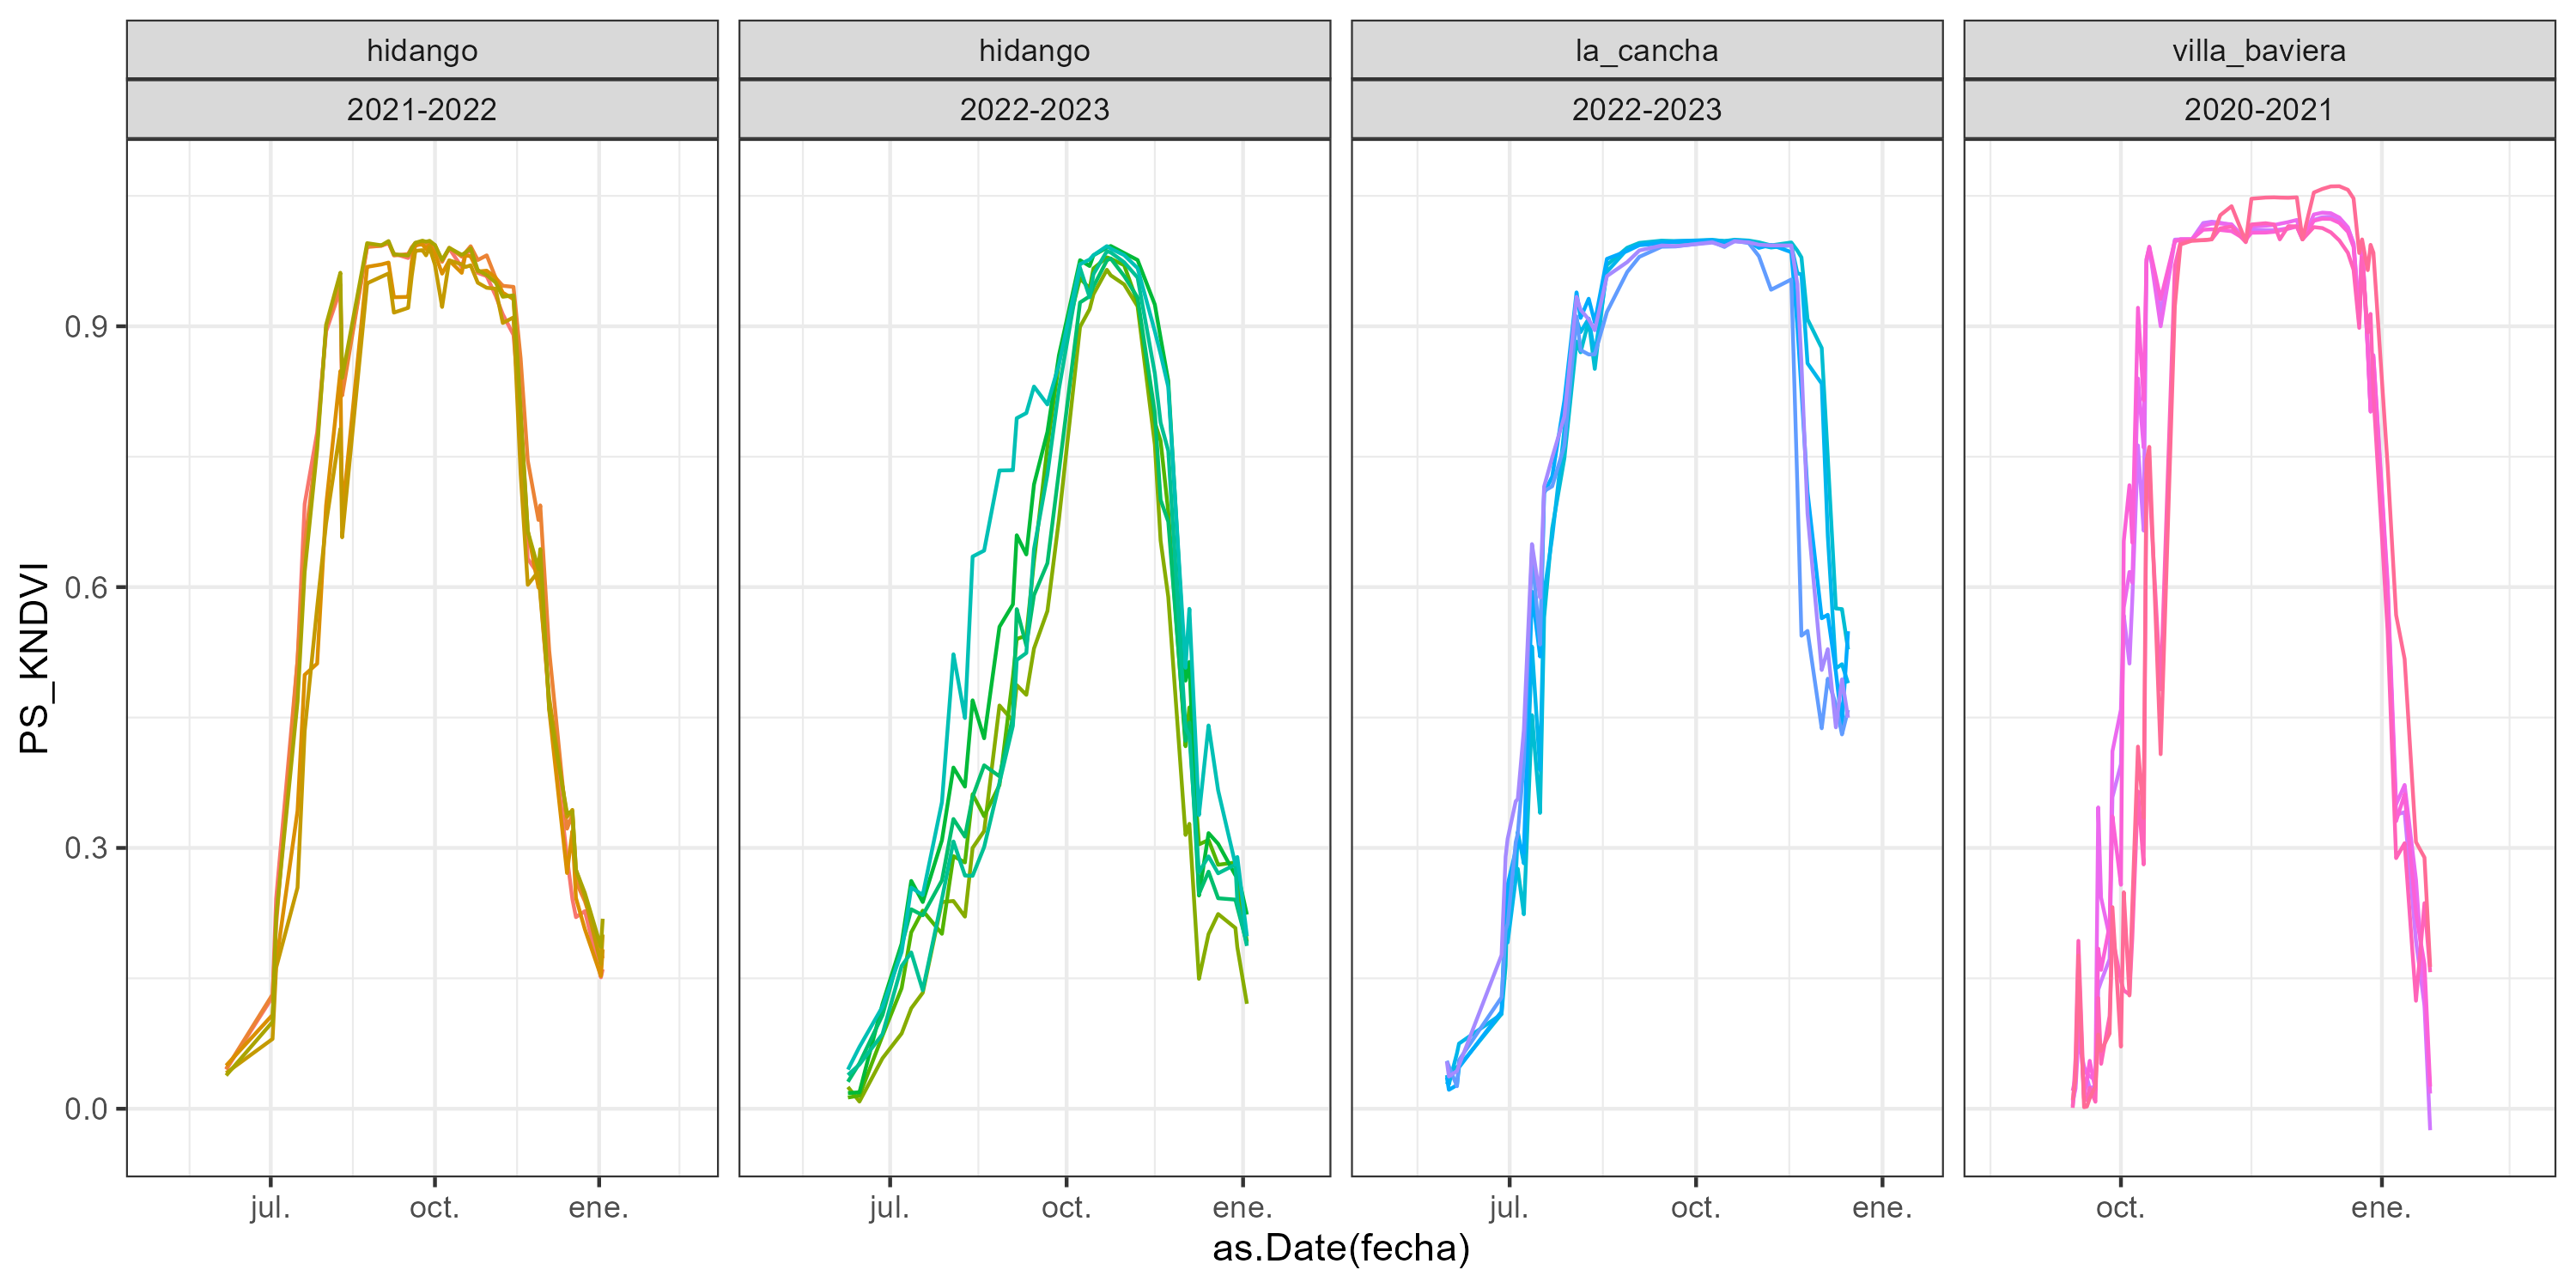 hidango
hidango
la_cancha
villa_baviera
2021-2022
2022-2023
2022-2023
2020-2021
PS_KNDVI
0.9
0.6
0.3
0.0
jul.
oct.
ene.
jul.
oct.
ene.
jul.
oct.
ene.
oct.
ene.
as.Date(fecha)